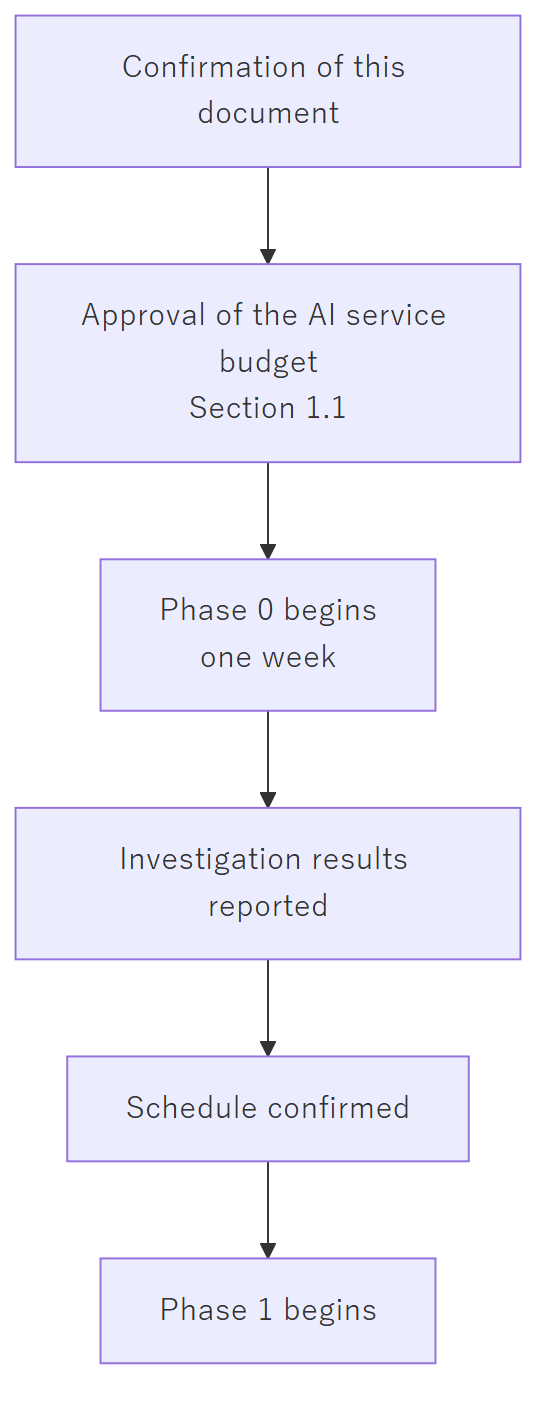 Confirmation of this
document
Approval of the AI service
budget
Section 1.1
Phase 0 begins
one week
Investigation results
reported
Schedule confirmed
Phase 1 begins